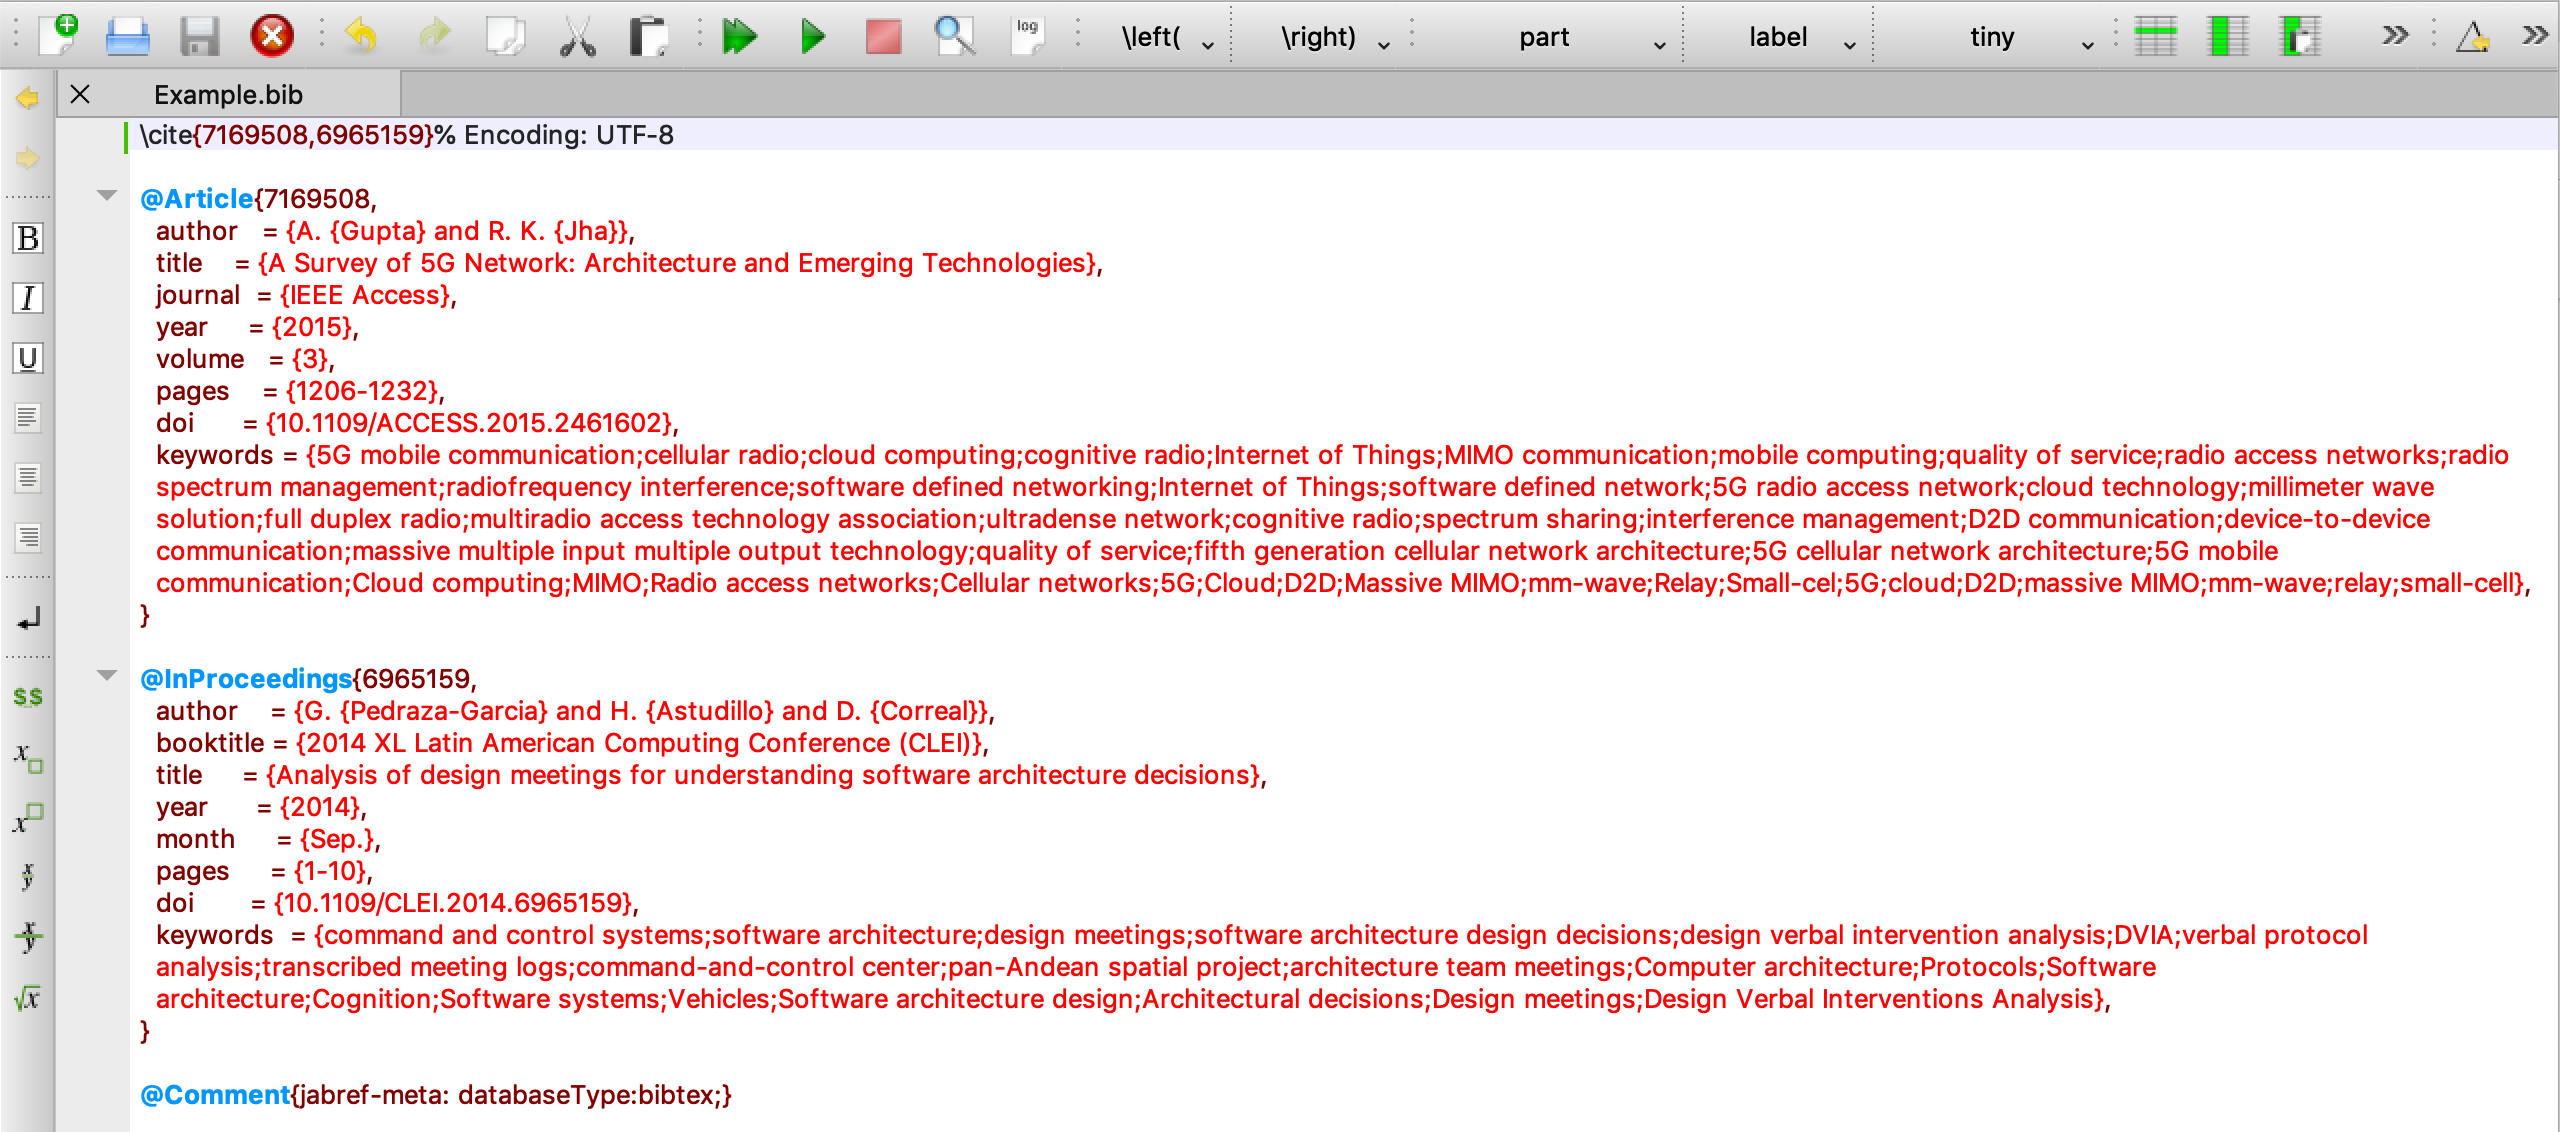 log \left( \right) part label tiny
Example.bib
\cite{7169508,6965159}% Encoding: UTF-8
@Article{7169508,
author = {A. {Gupta} and R. K. {Jha}},
title = {A Survey of 5G Network: Architecture and Emerging Technologies},
journal = {IEEE Access},
year = {2015},
volume = {3},
pages = {1206-1232},
doi = {10.1109/ACCESS.2015.2461602},
keywords = {5G mobile communication;cellular radio;cloud computing;cognitive radio;Internet of Things;MIMO communication;mobile computing;quality of service;radio access networks;radio
spectrum management;radiofrequency interference;software defined networking;Internet of Things;software defined network;5G radio access network;cloud technology;millimeter wave
solution;full duplex radio;multiradio access technology association;ultradense network;cognitive radio;spectrum sharing;interference management;D2D communication;device-to-device
communication;massive multiple input multiple output technology;quality of service;fifth generation cellular network architecture;5G cellular network architecture;5G mobile
communication;Cloud computing;MIMO;Radio access networks;Cellular networks;5G;Cloud;D2D;Massive MIMO;mm-wave;Relay;Small-cel;5G;cloud;D2D;massive MIMO;mm-wave;relay;small-cell},
}
@InProceedings{6965159,
author = {G. {Pedraza-Garcia} and H. {Astudillo} and D. {Correal}},
booktitle = {2014 XL Latin American Computing Conference (CLEI)},
title = {Analysis of design meetings for understanding software architecture decisions},
year = {2014},
month = {Sep.},
pages = {1-10},
doi = {10.1109/CLEI.2014.6965159},
keywords = {command and control systems;software architecture;design meetings;software architecture design decisions;design verbal intervention analysis;DVIA;verbal protocol
analysis;transcribed meeting logs;command-and-control center;pan-Andean spatial project;architecture team meetings;Computer architecture;Protocols;Software
architecture;Cognition;Software systems;Vehicles;Software architecture design;Architectural decisions;Design meetings;Design Verbal Interventions Analysis},
}
@Comment{jabref-meta: databaseType:bibtex;}
B
I
U
$$
x
x
x
y
x
y
√x